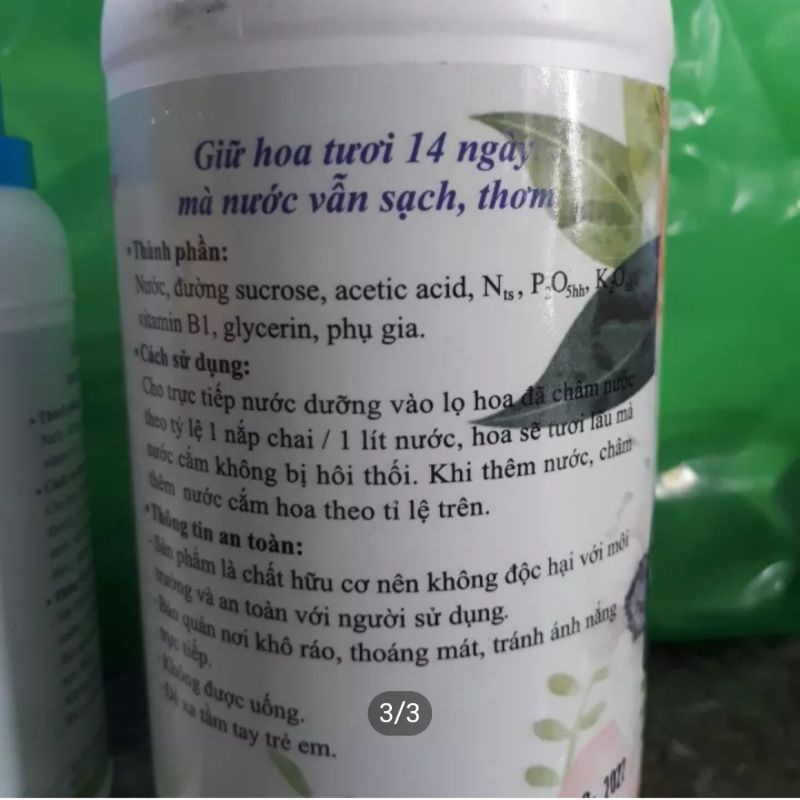 Giữ hoa tươi 14 ngày
mà nước vẫn sạch, thơm
•Thành phần:
Nước, đường sucrose, acetic acid, Nts, P2O5hh, K2O
vitamin B1, glycerin, phụ gia.
•Cách sử dụng:
Cho trực tiếp nước dưỡng vào lọ hoa đã châm nước
theo tỷ lệ 1 nắp chai / 1 lít nước, hoa sẽ tươi lâu mà
nước cắm không bị hôi thối. Khi thêm nước, châm
thêm nước cắm hoa theo tỉ lệ trên.
•Thông tin an toàn:
-Sản phẩm là chất hữu cơ nên không độc hại với môi
trường và an toàn với người sử dụng.
-Bảo quản nơi khô ráo, thoáng mát, tránh ánh nắng
trực tiếp.
-Không được uống.
-Để xa tầm tay trẻ em.
3/3
2022